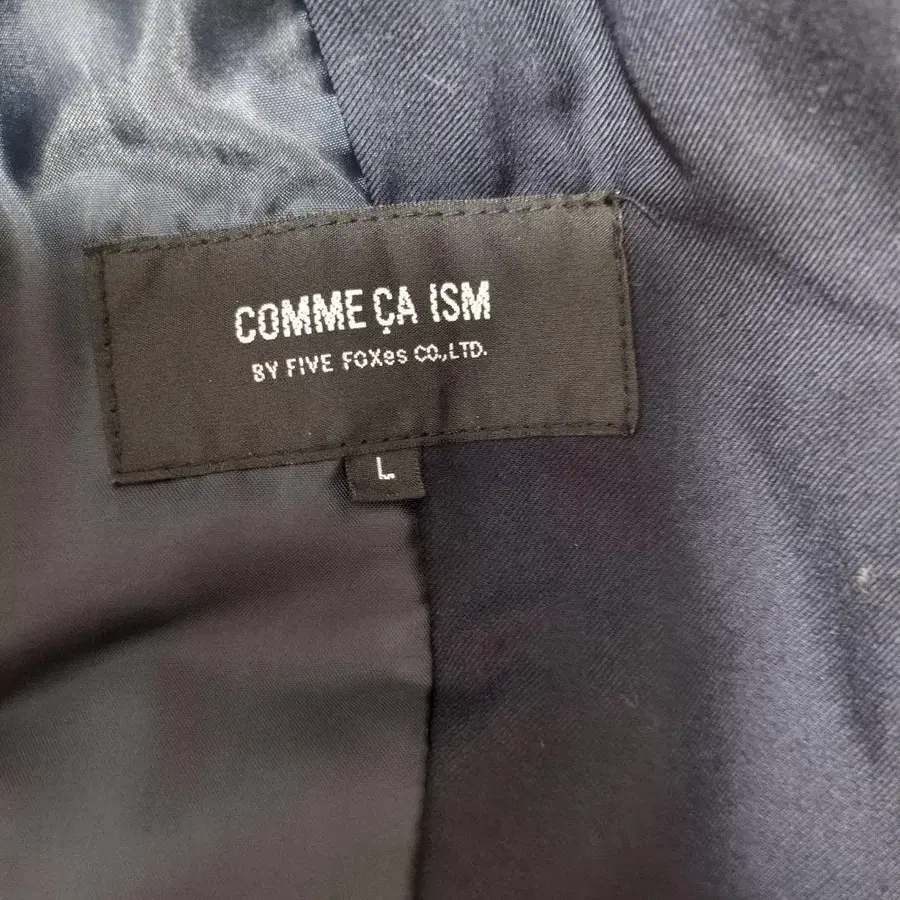 COMME ÇA ISM
BY FIVE FOXes CO.,LTD.
L